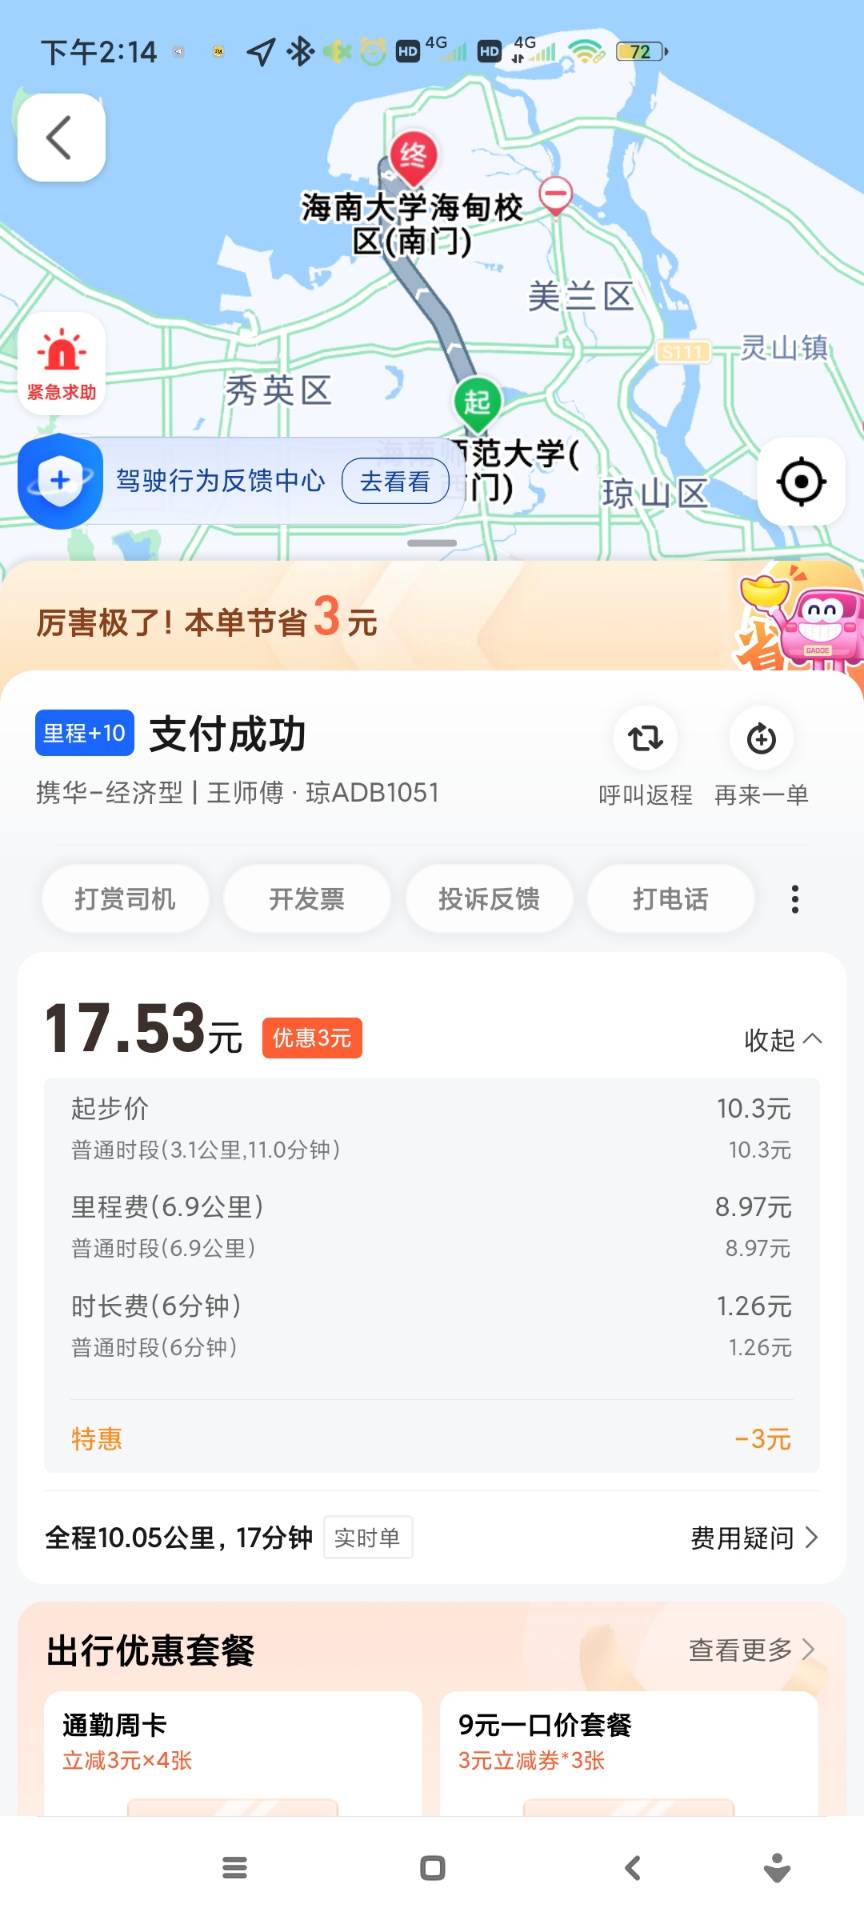 下午2:14
HD 4G HD 4G 72
终
海南大学海甸校
区(南门)
美兰区
S111
灵山镇
紧急求助
秀英区
起
海南师范大学(
西门)
驾驶行为反馈中心 去看看
琼山区
厉害极了! 本单节省3元
省
GAODE
里程+10 支付成功
携华-经济型 | 王师傅 · 琼ADB1051
呼叫返程 再来一单
打赏司机 开发票 投诉反馈 打电话
17.53元 优惠3元 收起
起步价 10.3元
普通时段(3.1公里,11.0分钟) 10.3元
里程费(6.9公里) 8.97元
普通时段(6.9公里) 8.97元
时长费(6分钟) 1.26元
普通时段(6分钟) 1.26元
特惠 -3元
全程10.05公里, 17分钟 实时单 费用疑问
出行优惠套餐 查看更多
通勤周卡 9元一口价套餐
立减3元×4张 3元立减券*3张